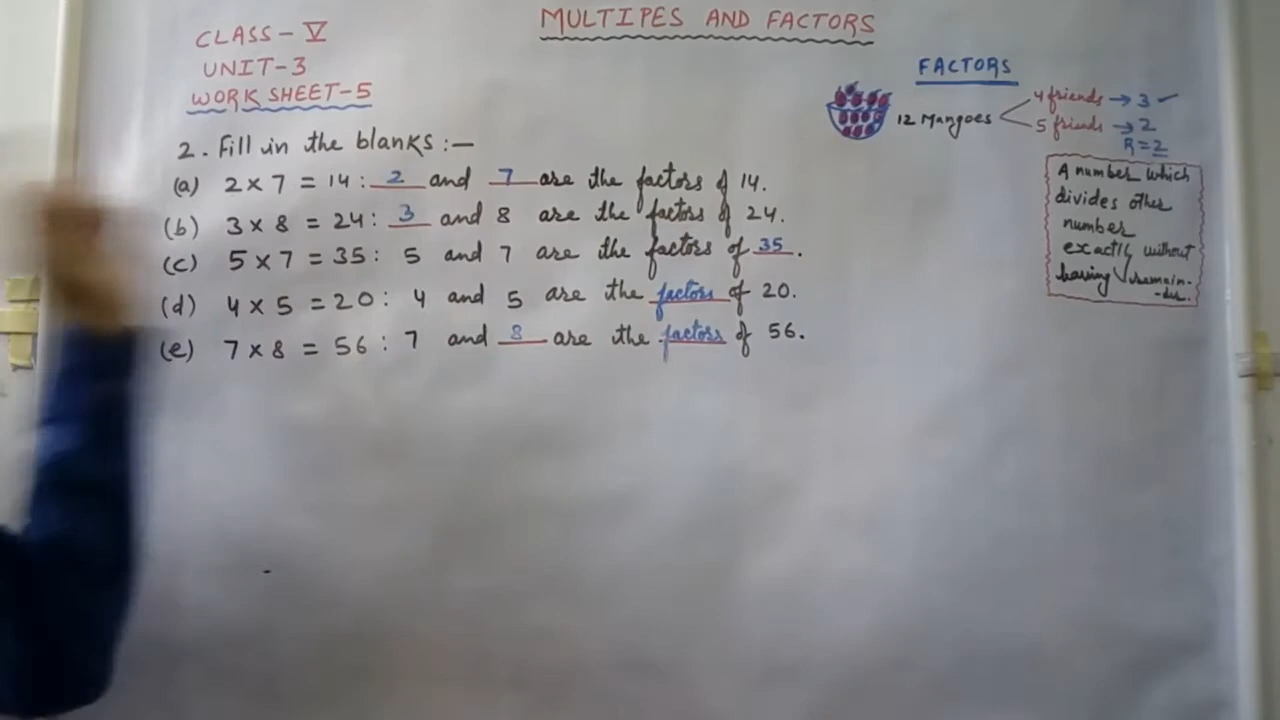 MULTIPES AND FACTORS
CLASS - V
UNIT-3
WORK SHEET-5
2. Fill in the blanks :-
(a) 2 × 7 = 14 : 2 and 7 are the factors of 14.
(b) 3 × 8 = 24 : 3 and 8 are the factors of 24.
(c) 5 × 7 = 35 : 5 and 7 are the factors of 35.
(d) 4 × 5 = 20 : 4 and 5 are the factors of 20.
(e) 7 × 8 = 56 : 7 and 8 are the factors of 56.
FACTORS
12 Mangoes
4 friends → 3 ✓
5 friends → 2
R = 2
A number which
divides other
number
exactly without
leaving remain-
-der.